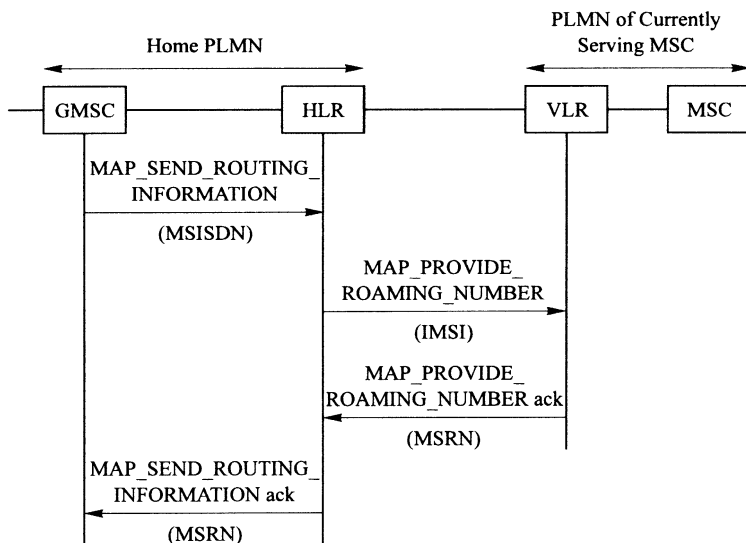 PLMN of Currently
Serving MSC
Home PLMN
GMSC
HLR
VLR
MSC
MAP_SEND_ROUTING_
INFORMATION
(MSISDN)
MAP_PROVIDE_
ROAMING_NUMBER
(IMSI)
MAP_PROVIDE_
ROAMING_NUMBER ack
(MSRN)
MAP_SEND_ROUTING_
INFORMATION ack
(MSRN)